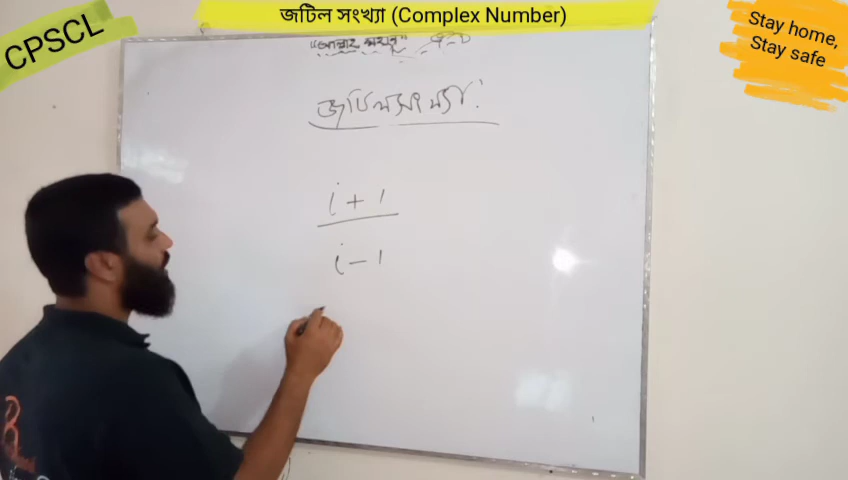 জটিল সংখ্যা (Complex Number)
CPSCL
Stay home,
Stay safe
জটিলসংখ্যা:
i + 1
i - 1